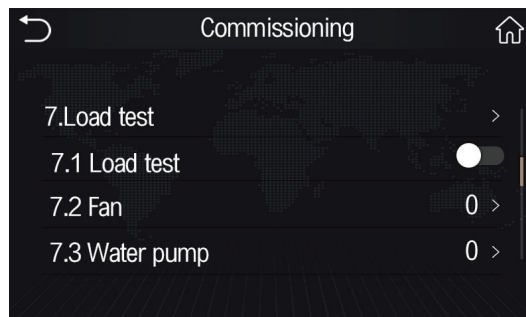 Commissioning
7.Load test
7.1 Load test
7.2 Fan 0
7.3 Water pump 0